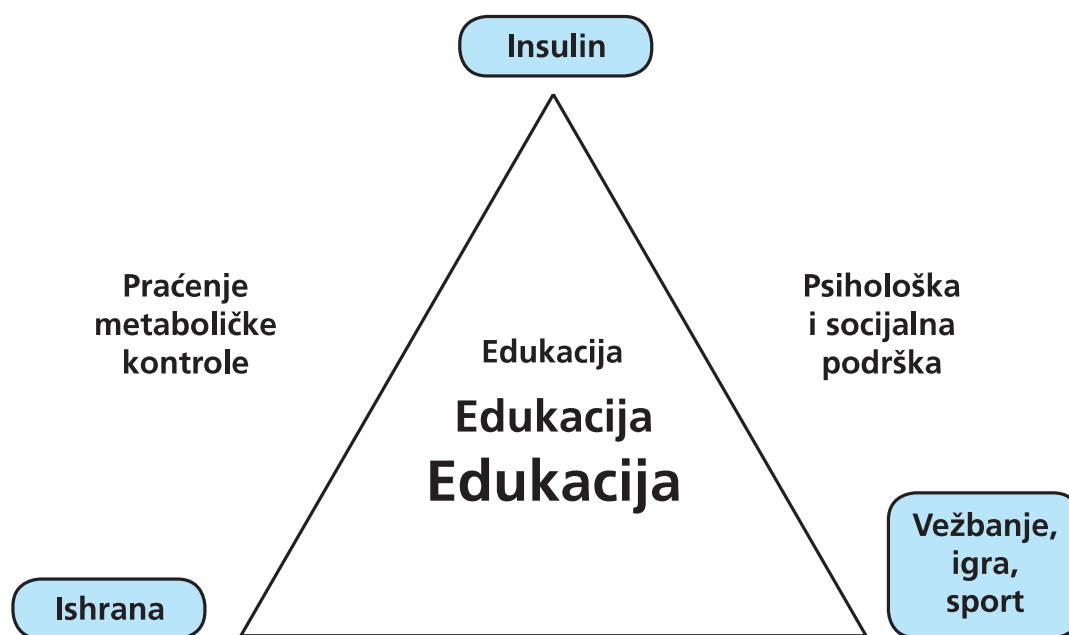 Insulin
Praćenje
metaboličke
kontrole
Psihološka
i socijalna
podrška
Edukacija
Edukacija
Edukacija
Ishrana
Vežbanje,
igra,
sport